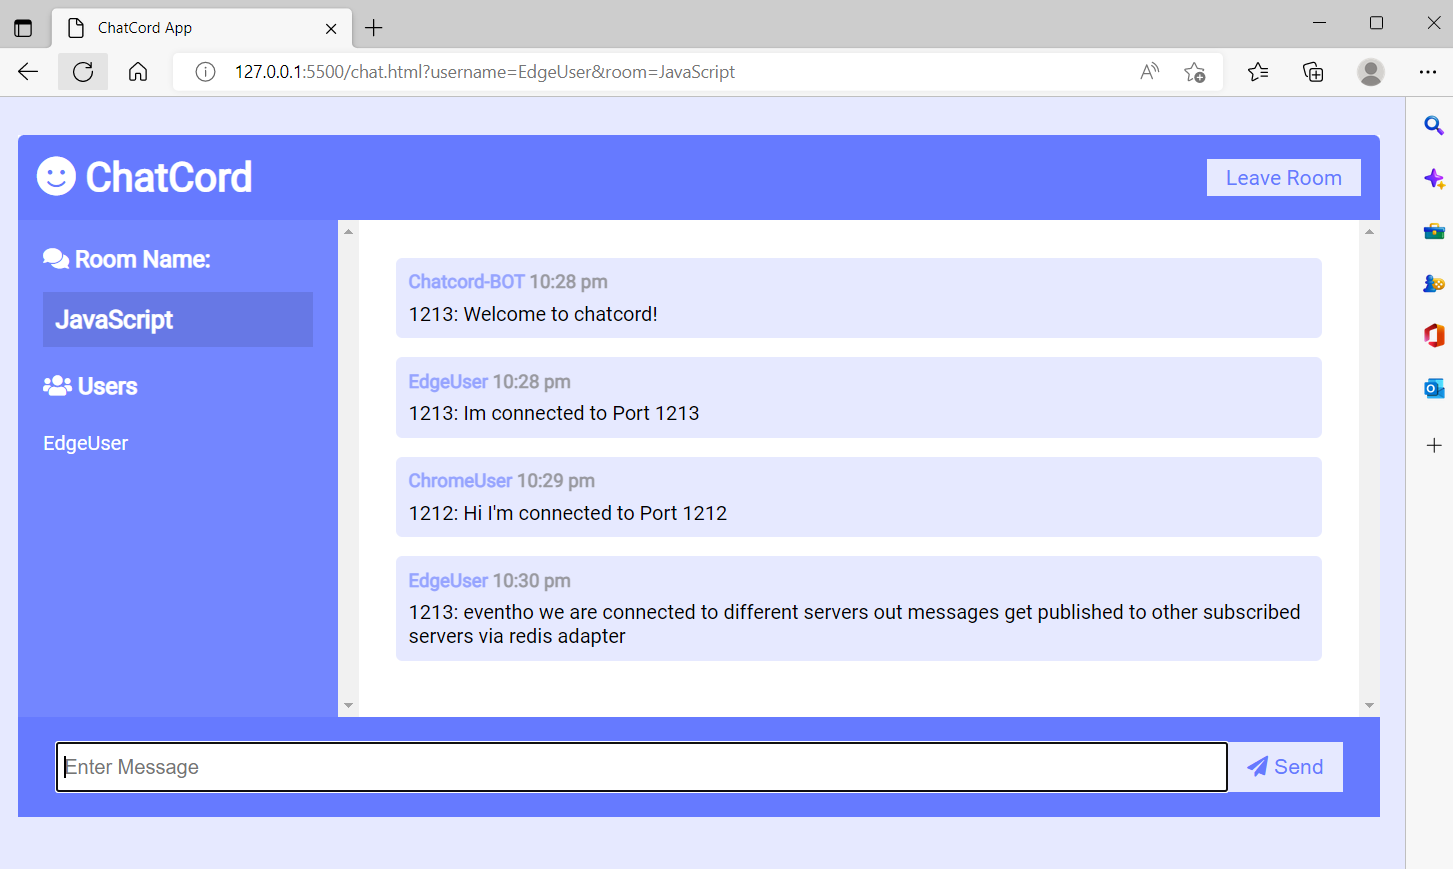 ChatCord App
127.0.0.1:5500/chat.html?username=EdgeUser&room=JavaScript
ChatCord
Leave Room
Room Name:
JavaScript
Users
EdgeUser
Chatcord-BOT 10:28 pm
1213: Welcome to chatcord!
EdgeUser 10:28 pm
1213: Im connected to Port 1213
ChromeUser 10:29 pm
1212: Hi I'm connected to Port 1212
EdgeUser 10:30 pm
1213: eventho we are connected to different servers out messages get published to other subscribed
servers via redis adapter
Enter Message
Send